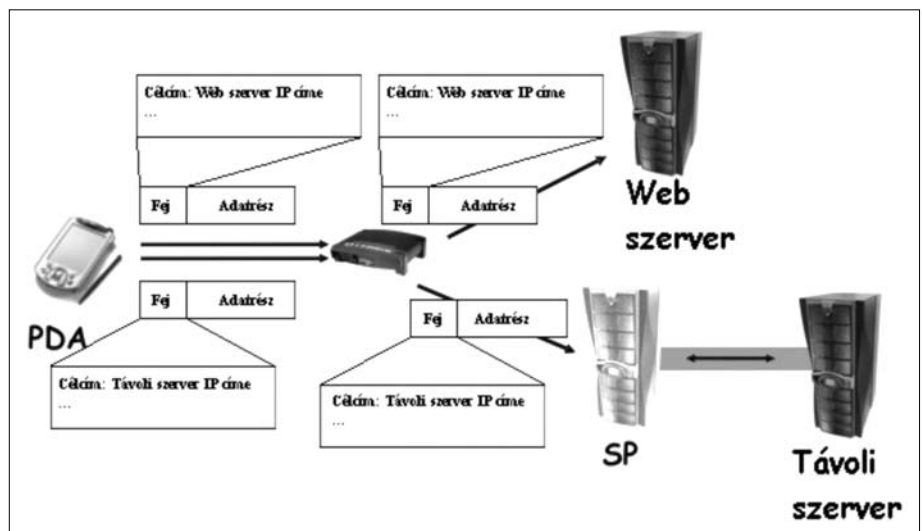 Célcím: Web szerver IP címe
...
Célcím: Web szerver IP címe
...
Fej
Adatrész
Fej
Adatrész
Web
szerver
PDA
Fej
Adatrész
Fej
Adatrész
Célcím: Távoli szerver IP címe
...
Célcím: Távoli szerver IP címe
...
SP
Távoli
szerver